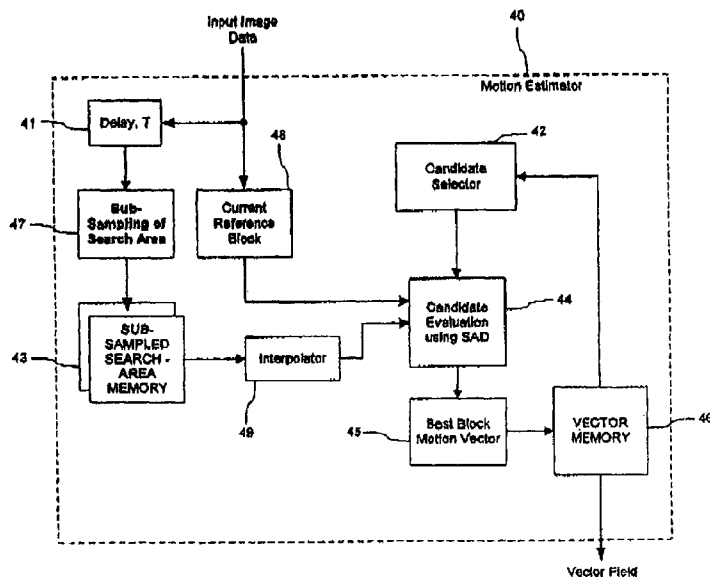 Input Image
Data
40
Motion Estimator
41
Delay, T
48
42
Candidate
Selector
47
Sub-
Sampling of
Search Area
Current
Reference
Block
43
SUB-
SAMPLED
SEARCH -
AREA
MEMORY
Interpolator
49
Candidate
Evaluation
using SAD
44
45
Best Block
Motion Vector
VECTOR
MEMORY
46
Vector Field